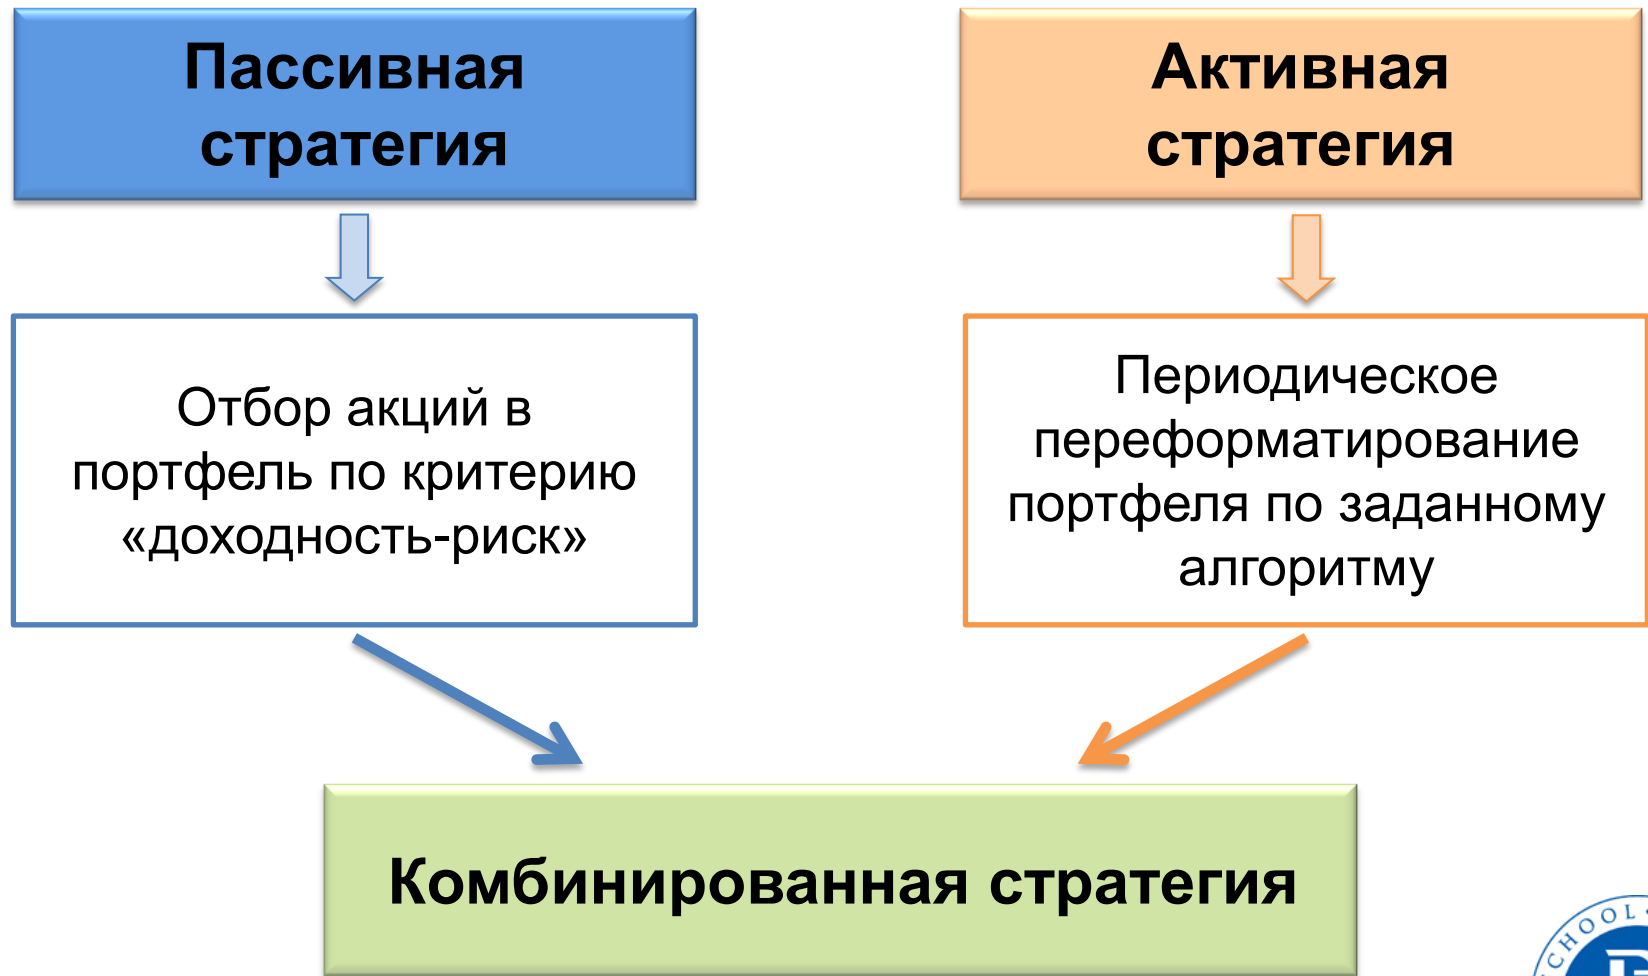 Пассивная
стратегия
Активная
стратегия
Отбор акций в
портфель по критерию
«доходность-риск»
Периодическое
переформатирование
портфеля по заданному
алгоритму
Комбинированная стратегия